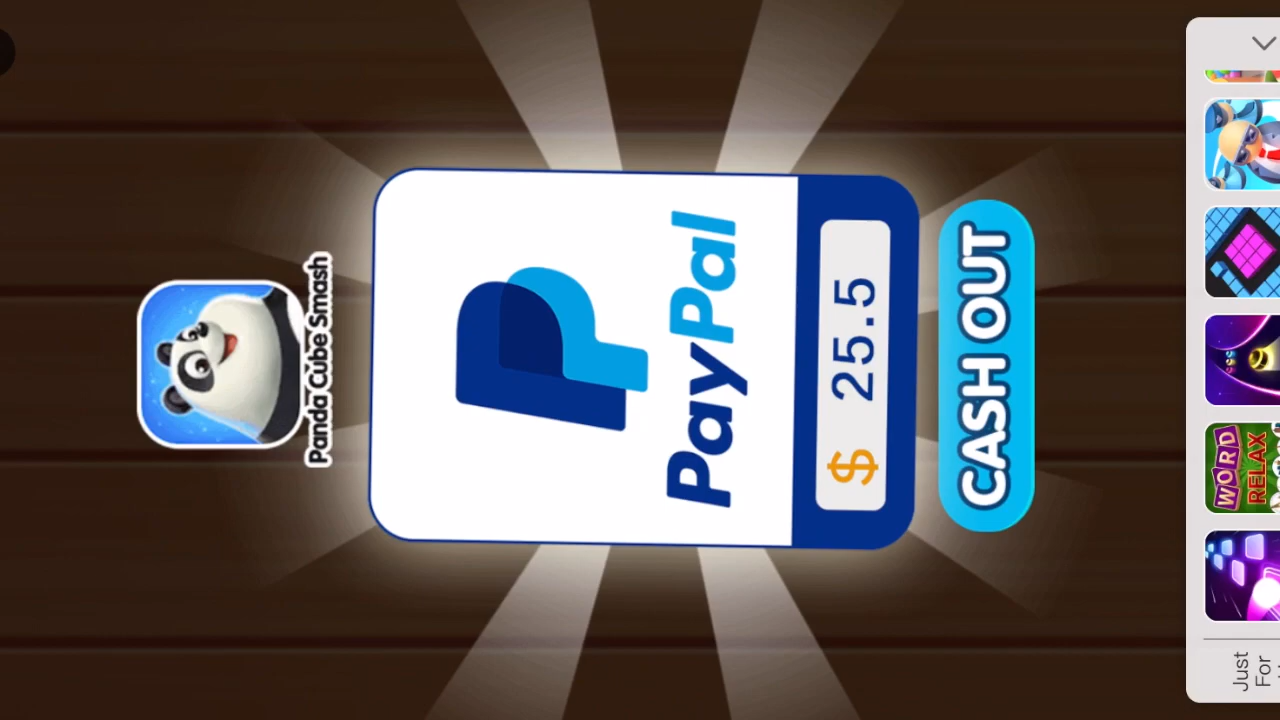 Panda Cube Smash
PayPal
$ 25.5
CASH OUT
WORD
RELAX
Just
For